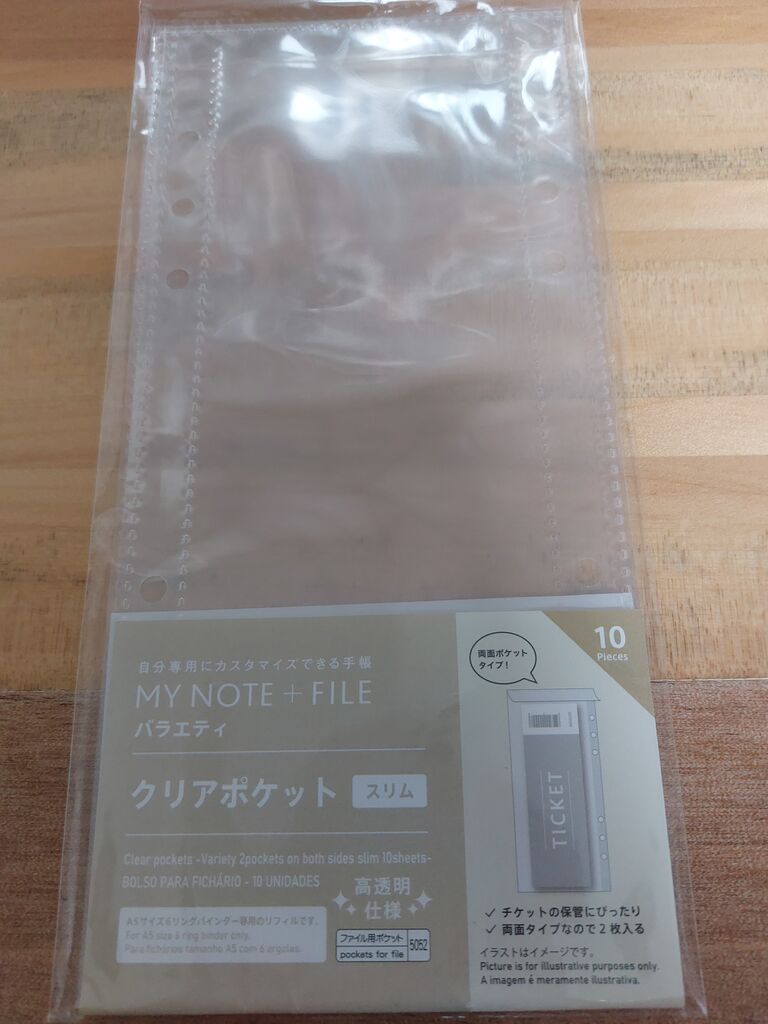 自分専用にカスタマイズできる手帳
MY NOTE + FILE
バラエティ
クリアポケット スリム
Clear pockets -Variety 2pockets on both sides slim 10sheets-
BOLSO PARA FICHÁRIO - 10 UNIDADES
高透明
仕様
A5サイズ6リングバインダー専用のリフィルです。
For A5 size 6 ring binder only.
Para fichários tamanho A5 com 6 argolas.
ファイル用ポケット
pockets for file
5052
両面ポケット
タイプ!
10
Pieces
TICKET
✓ チケットの保管にぴったり
✓ 両面タイプなので2枚入る
イラストはイメージです。
Picture is for illustrative purposes only.
A imagem é meramente ilustrativa.